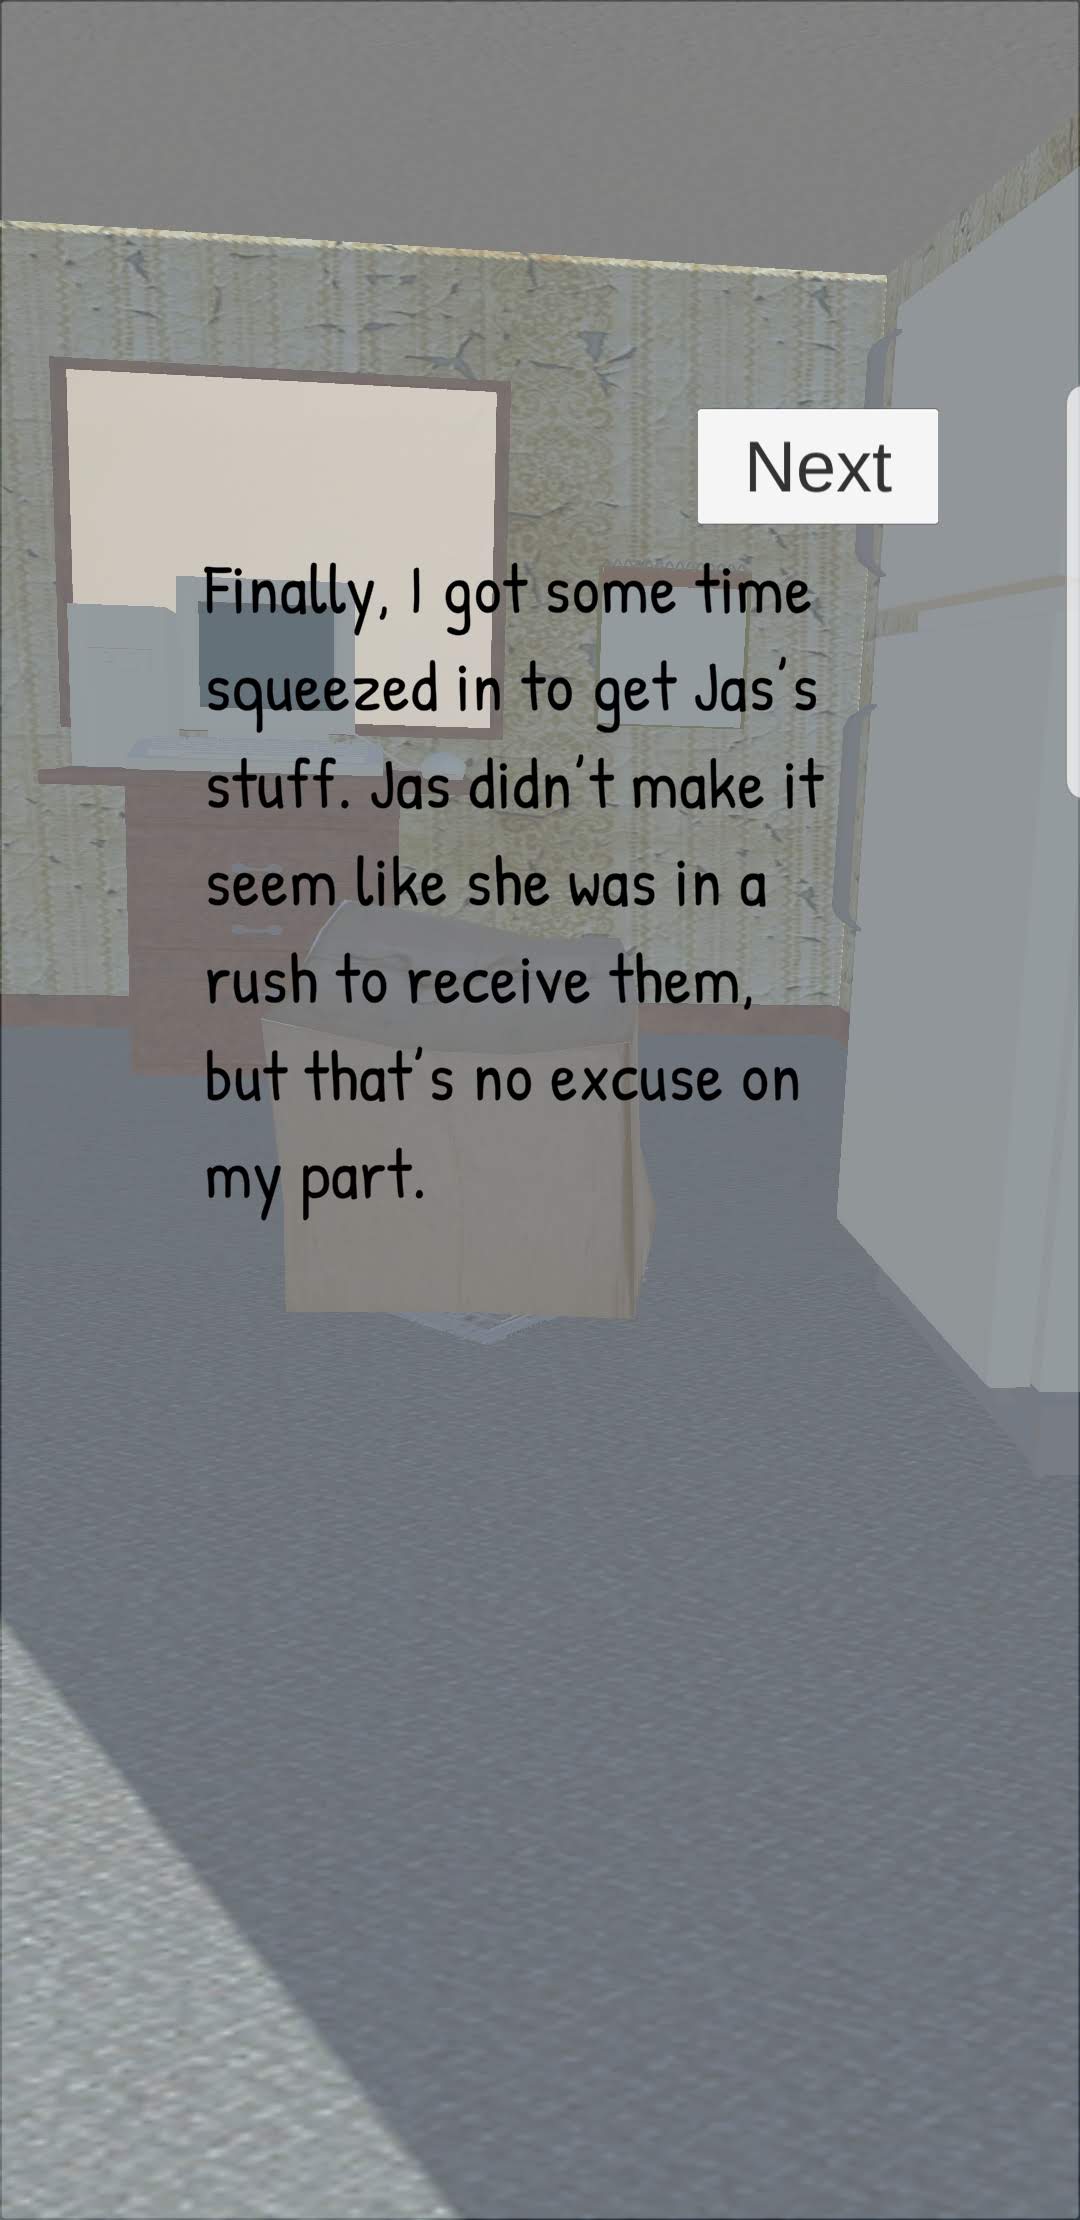 Next
Finally, I got some time
squeezed in to get Jas's
stuff. Jas didn't make it
seem like she was in a
rush to receive them,
but that's no excuse on
my part.